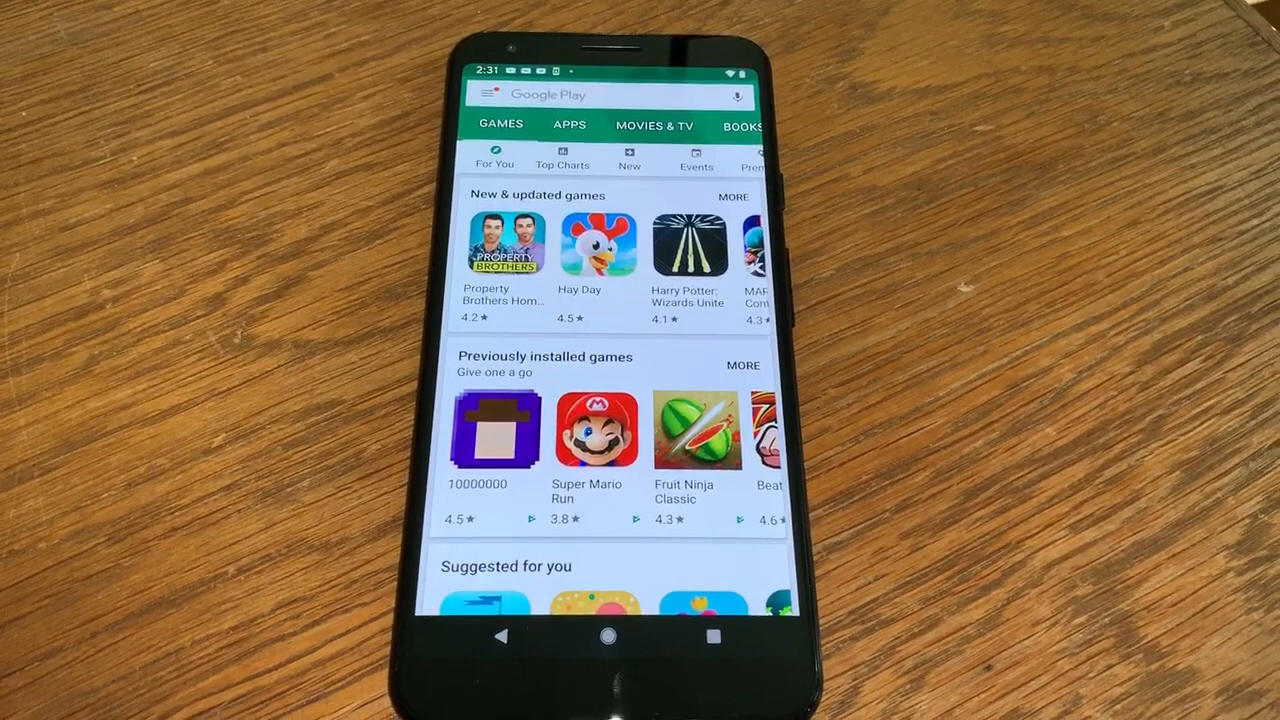 2:31
Google Play
GAMES APPS MOVIES & TV BOOKS
For You Top Charts New Events Prem
New & updated games MORE
PROPERTY
BROTHERS
Property Hay Day Harry Potter: MAR
Brothers Hom... Wizards Unite Cont
4.2★ 4.5★ 4.1★ 4.3★
Previously installed games MORE
Give one a go
M
10000000 Super Mario Fruit Ninja Beat
Run Classic
4.5★ 3.8★ 4.3★ 4.6★
Suggested for you